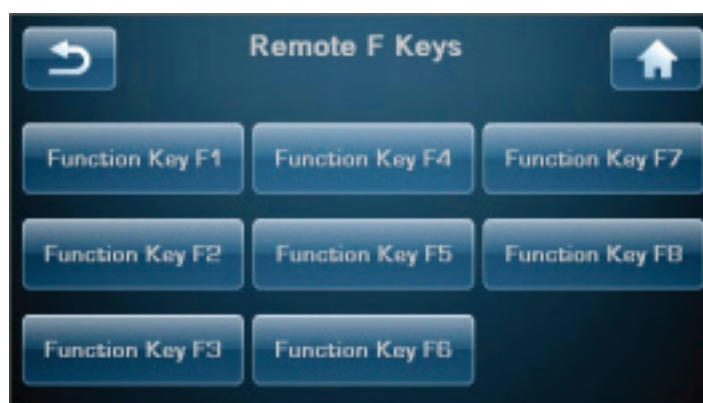 Remote F Keys
Function Key F1 Function Key F4 Function Key F7
Function Key F2 Function Key F5 Function Key F8
Function Key F3 Function Key F6